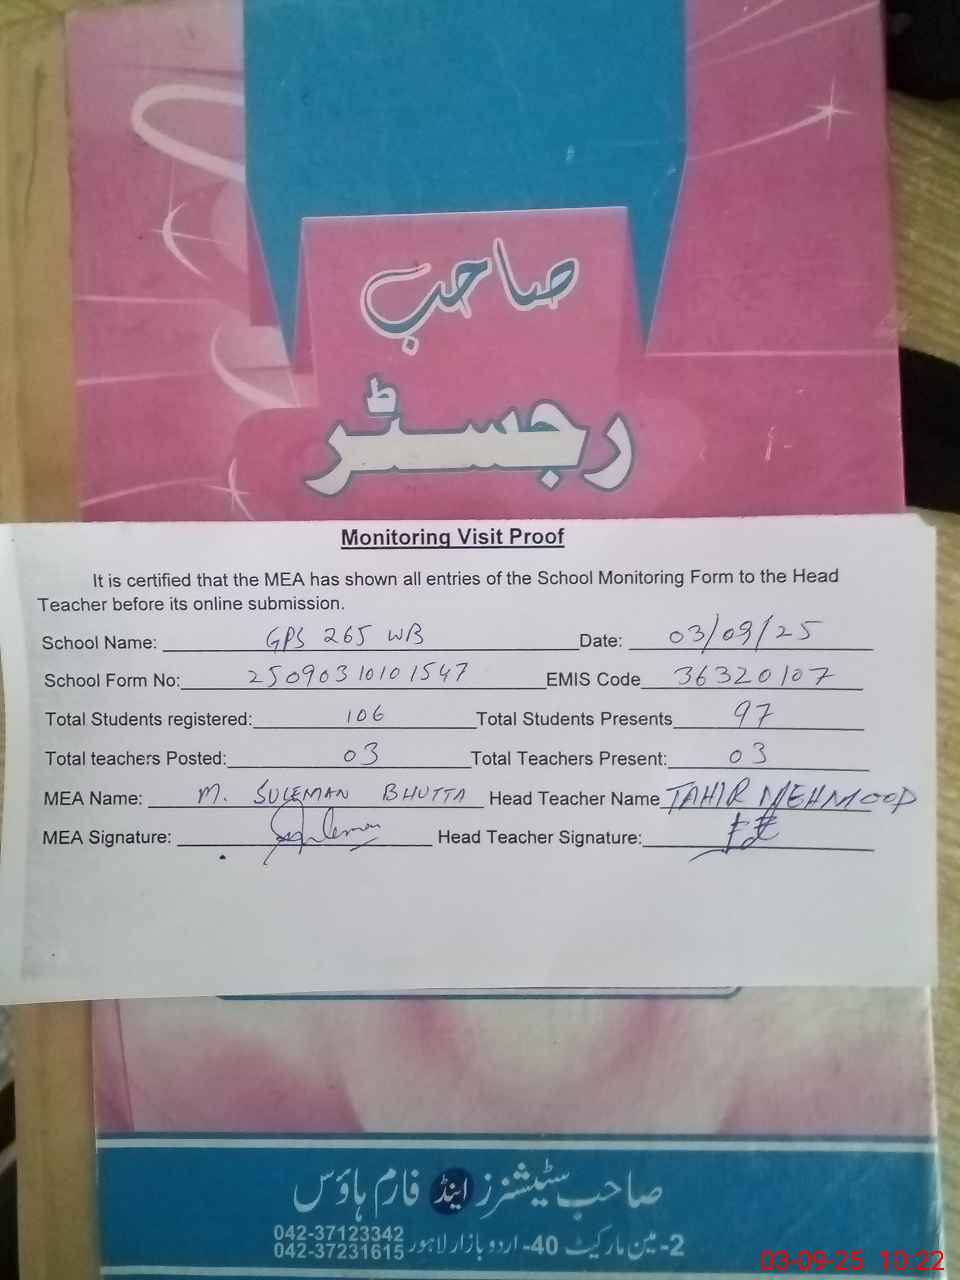 صاحب
رجسٹر
Monitoring Visit Proof
It is certified that the MEA has shown all entries of the School Monitoring Form to the Head
Teacher before its online submission.
School Name: GPS 265 WB Date: 03/09/25
School Form No: 25090310101547 EMIS Code 36320107
Total Students registered: 106 Total Students Presents 97
Total teachers Posted: 03 Total Teachers Present: 03
MEA Name: M. SULEMAN BHUTTA Head Teacher Name TAHIR MEHMOOD
MEA Signature: Suleman Head Teacher Signature:
صاحب سٹیشنرز اینڈ فارم ہاؤس
2-مین مارکیٹ 40-اردو بازار لاہور 042-37123342
042-37231615
03-09-25 10:22